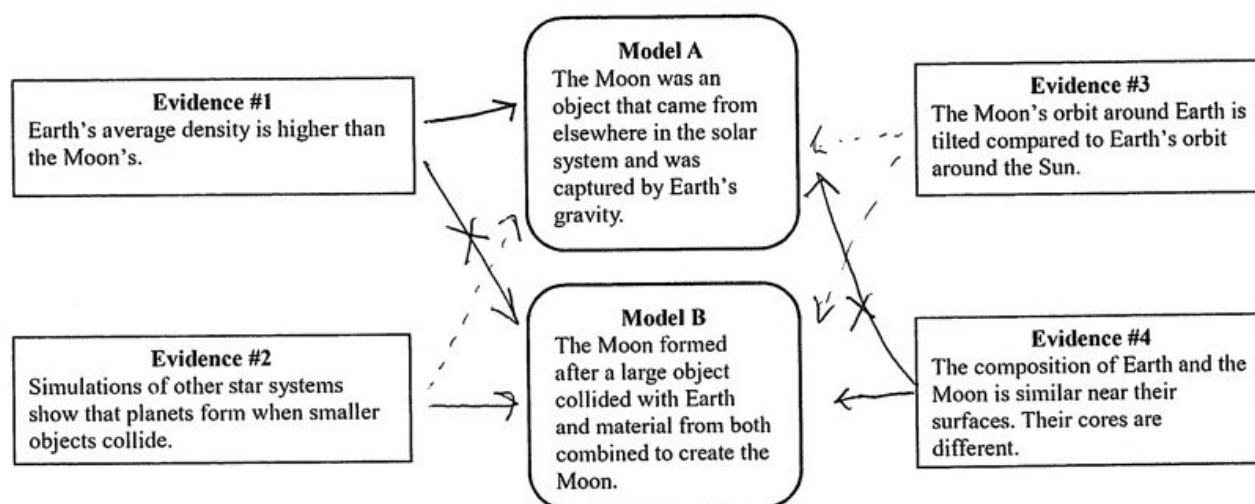 Model A
The Moon was an
object that came from
elsewhere in the solar
system and was
captured by Earth's
gravity.
Evidence #1
Earth's average density is higher than
the Moon's.
Evidence #3
The Moon's orbit around Earth is
tilted compared to Earth's orbit
around the Sun.
Model B
The Moon formed
after a large object
collided with Earth
and material from both
combined to create the
Moon.
Evidence #2
Simulations of other star systems
show that planets form when smaller
objects collide.
Evidence #4
The composition of Earth and the
Moon is similar near their
surfaces. Their cores are
different.